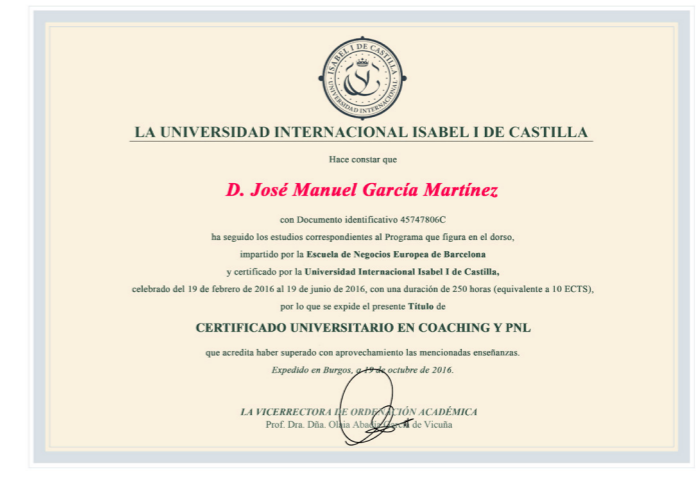 ISABEL I DE CASTILLA
UNIVERSIDAD INTERNACIONAL
LA UNIVERSIDAD INTERNACIONAL ISABEL I DE CASTILLA
Hace constar que
D. José Manuel García Martínez
con Documento identificativo 45747806C
ha seguido los estudios correspondientes al Programa que figura en el dorso,
impartido por la Escuela de Negocios Europea de Barcelona
y certificado por la Universidad Internacional Isabel I de Castilla,
celebrado del 19 de febrero de 2016 al 19 de junio de 2016, con una duración de 250 horas (equivalente a 10 ECTS),
por lo que se expide el presente Título de
CERTIFICADO UNIVERSITARIO EN COACHING Y PNL
que acredita haber superado con aprovechamiento las mencionadas enseñanzas.
Expedido en Burgos, a 19 de octubre de 2016.
LA VICERRECTORA DE ORDENACIÓN ACADÉMICA
Prof. Dra. Dña. Olaia de Vicuña